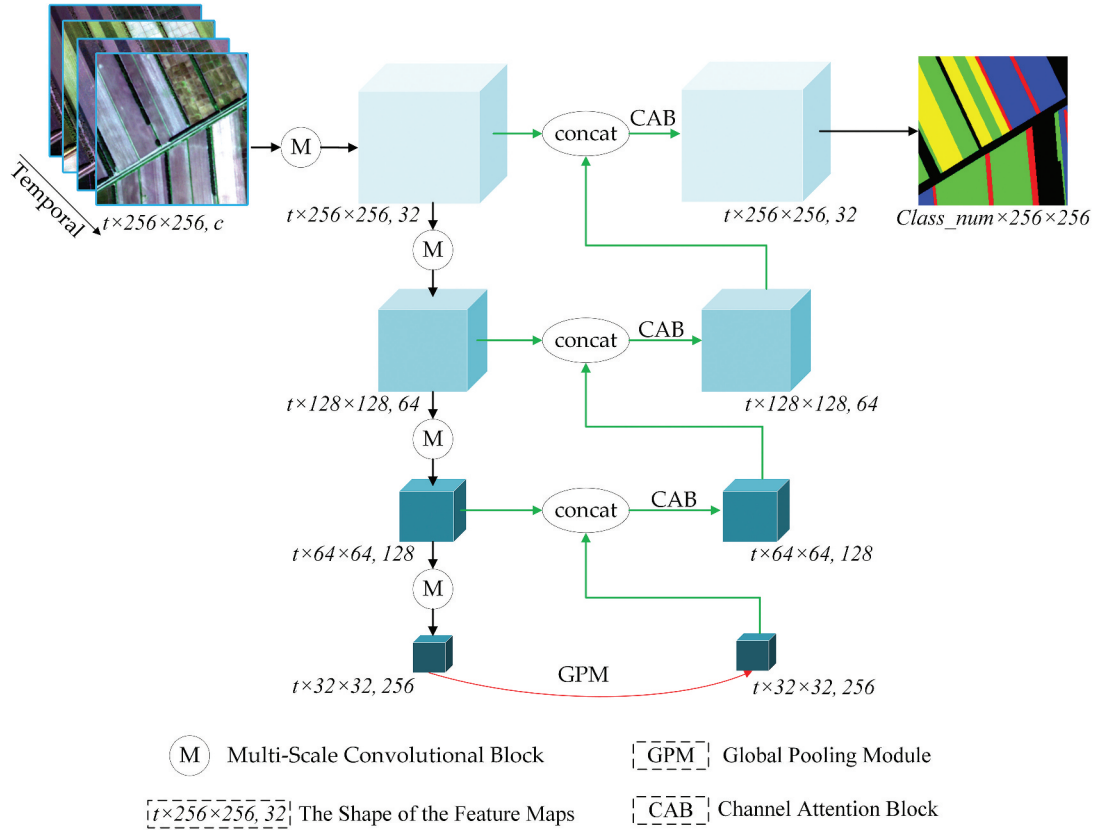 Temporal
t×256×256, c
M
t×256×256, 32
concat
CAB
t×256×256, 32
Class_num×256×256
M
t×128×128, 64
concat
CAB
t×128×128, 64
M
t×64×64, 128
concat
CAB
t×64×64, 128
M
t×32×32, 256
GPM
t×32×32, 256
M Multi-Scale Convolutional Block
GPM Global Pooling Module
t×256×256, 32 The Shape of the Feature Maps
CAB Channel Attention Block